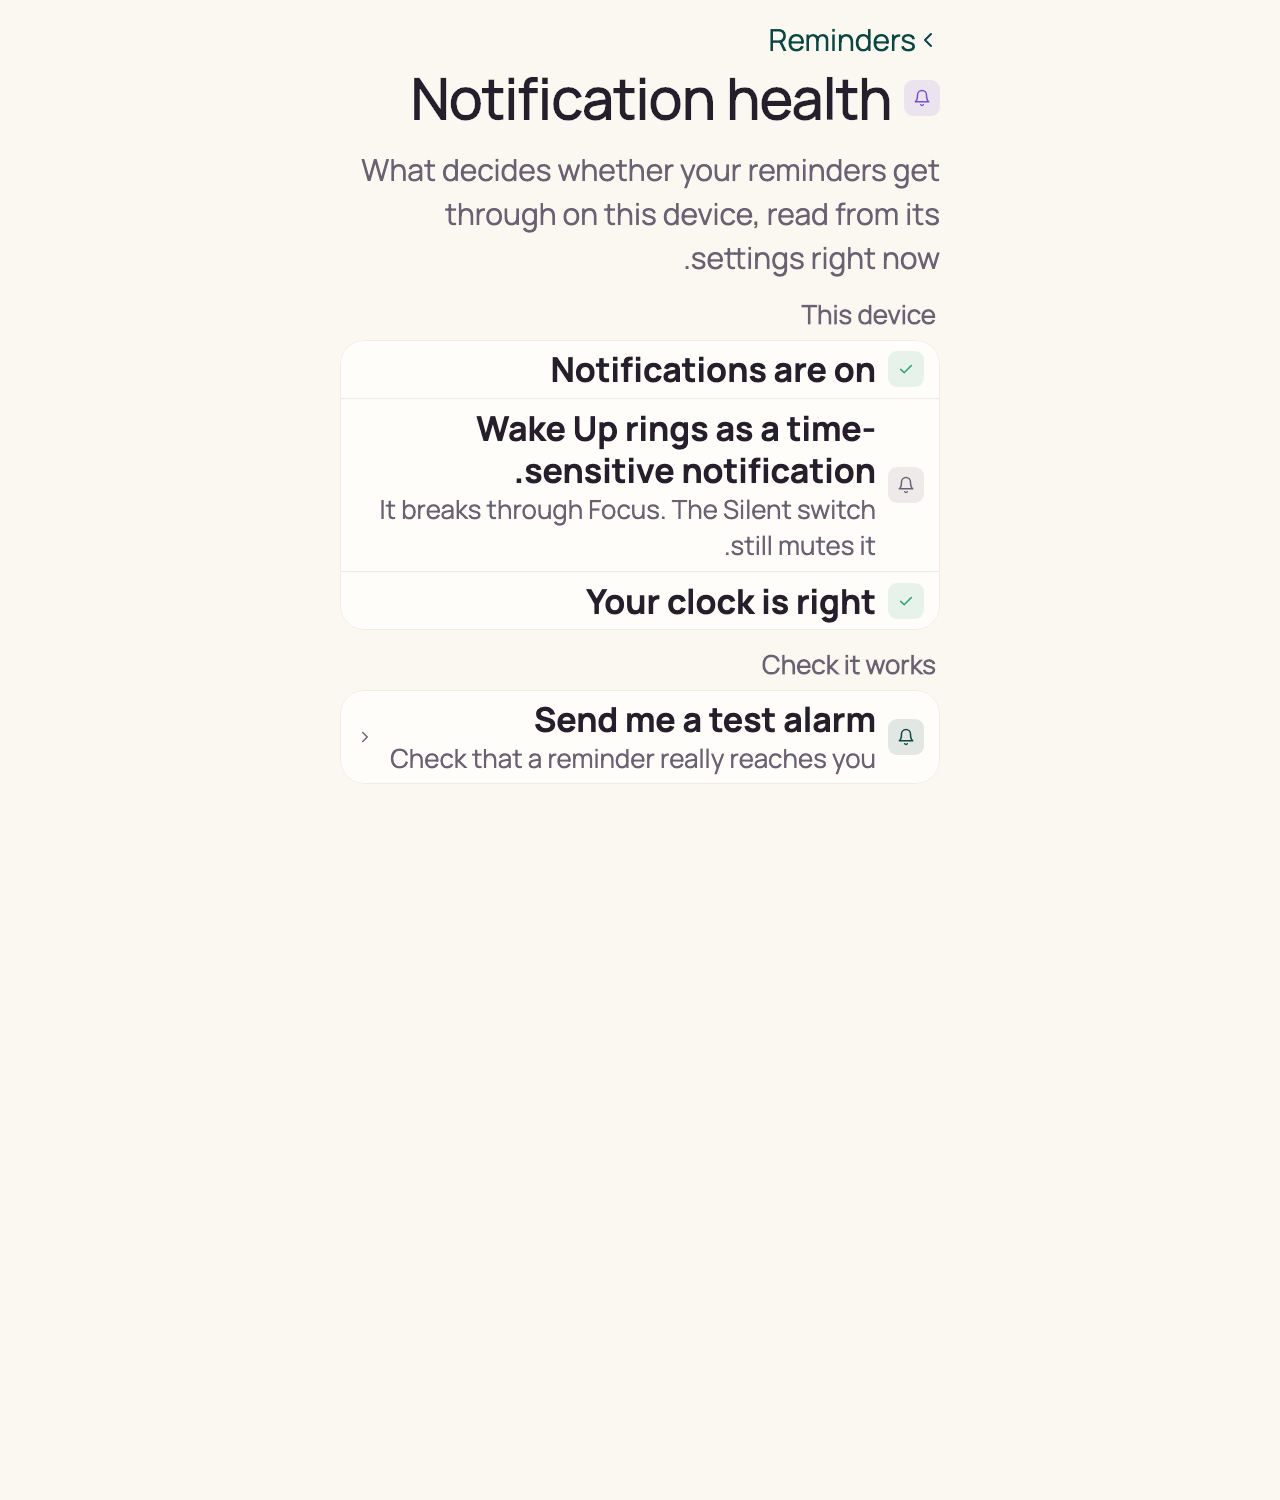 Reminders
Notification health
What decides whether your reminders get
through on this device, read from its
settings right now.
This device
Notifications are on
Wake Up rings as a time-
sensitive notification.
It breaks through Focus. The Silent switch
still mutes it.
Your clock is right
Check it works
Send me a test alarm
Check that a reminder really reaches you